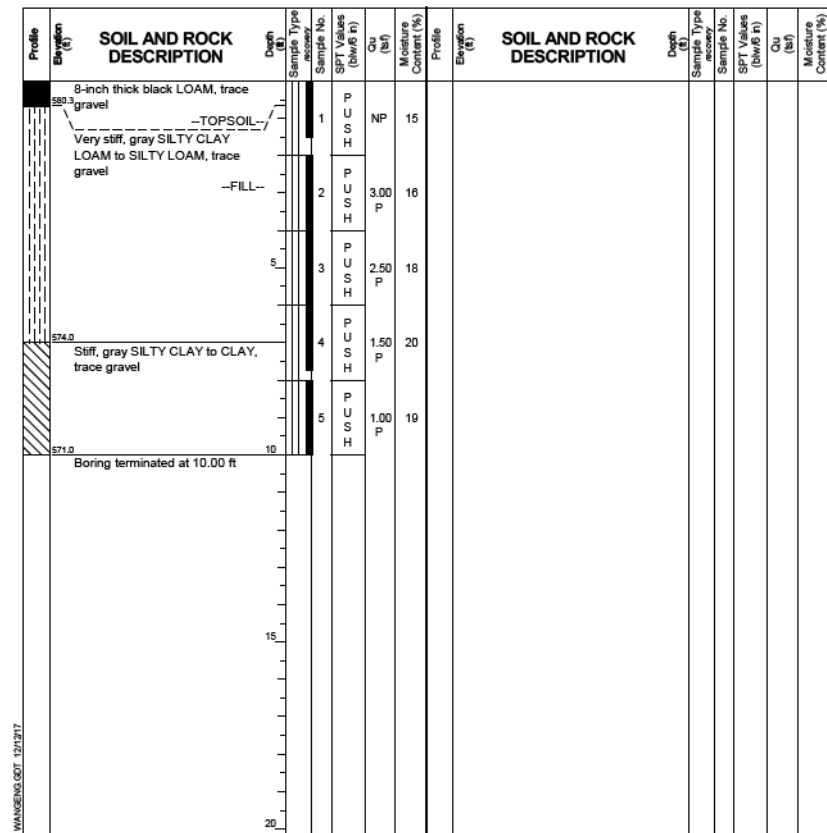 Profile
Elevation
(ft)
SOIL AND ROCK
DESCRIPTION
Depth
(ft)
Sample Type
recovery
Sample No.
SPT Values
(blw/6 in)
Qu
(tsf)
Moisture
Content (%)
Profile
Elevation
(ft)
SOIL AND ROCK
DESCRIPTION
Depth
(ft)
Sample Type
recovery
Sample No.
SPT Values
(blw/6 in)
Qu
(tsf)
Moisture
Content (%)
8-inch thick black LOAM, trace
580.3 gravel
--TOPSOIL--
1 PUSH NP 15
Very stiff, gray SILTY CLAY
LOAM to SILTY LOAM, trace
gravel
--FILL--
2 PUSH 3.00 P 16
5
3 PUSH 2.50 P 18
574.0
Stiff, gray SILTY CLAY to CLAY,
trace gravel
4 PUSH 1.50 P 20
5 PUSH 1.00 P 19
571.0 10
Boring terminated at 10.00 ft
15
20
WANGENG.GDT 12/12/17